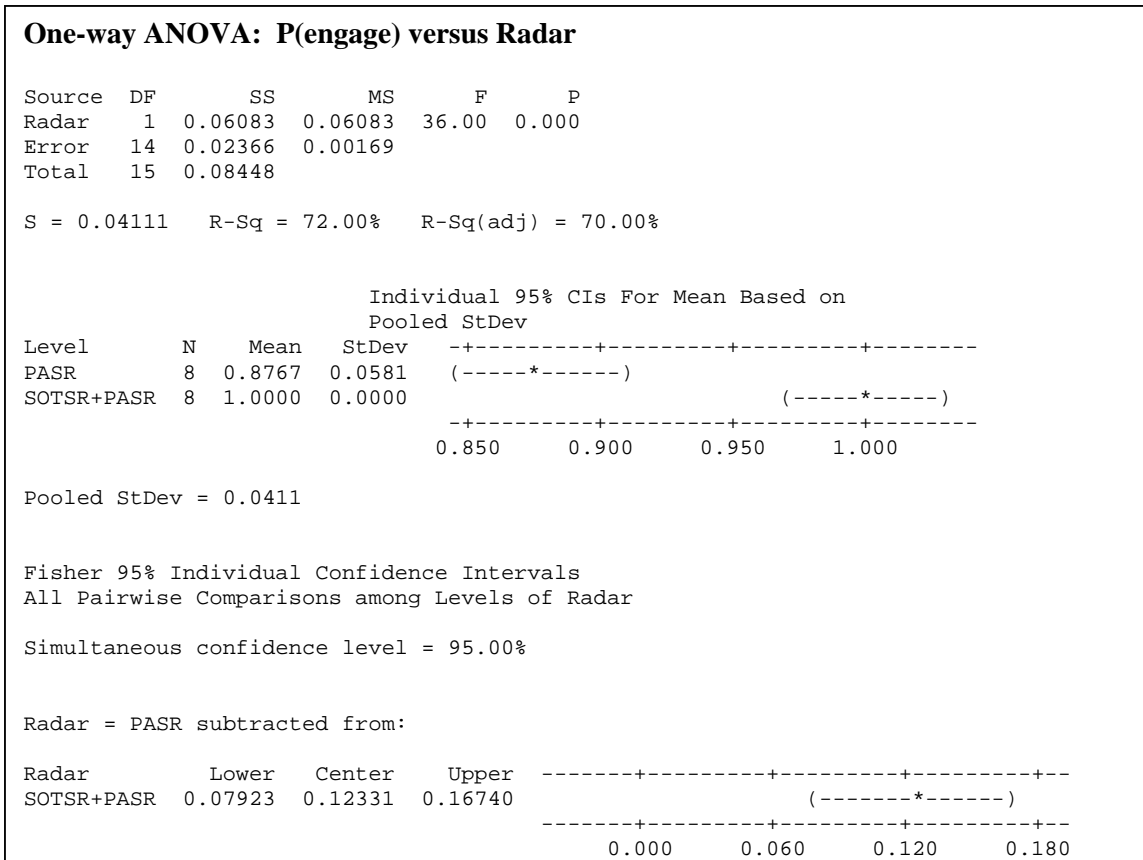 One-way ANOVA:  P(engage) versus Radar
Source  DF       SS       MS      F      P
Radar    1  0.06083  0.06083  36.00  0.000
Error   14  0.02366  0.00169
Total   15  0.08448
S = 0.04111   R-Sq = 72.00%   R-Sq(adj) = 70.00%
Individual 95% CIs For Mean Based on
Pooled StDev
Level       N    Mean   StDev   -+---------+---------+---------+--------
PASR        8  0.8767  0.0581   (-----*------)
SOTSR+PASR  8  1.0000  0.0000                            (-----*-----)
-+---------+---------+---------+--------
0.850     0.900     0.950     1.000
Pooled StDev = 0.0411
Fisher 95% Individual Confidence Intervals
All Pairwise Comparisons among Levels of Radar
Simultaneous confidence level = 95.00%
Radar = PASR subtracted from:
Radar         Lower   Center    Upper  -------+---------+---------+---------+--
SOTSR+PASR  0.07923  0.12331  0.16740                      (-------*------)
-------+---------+---------+---------+--
0.000     0.060     0.120     0.180